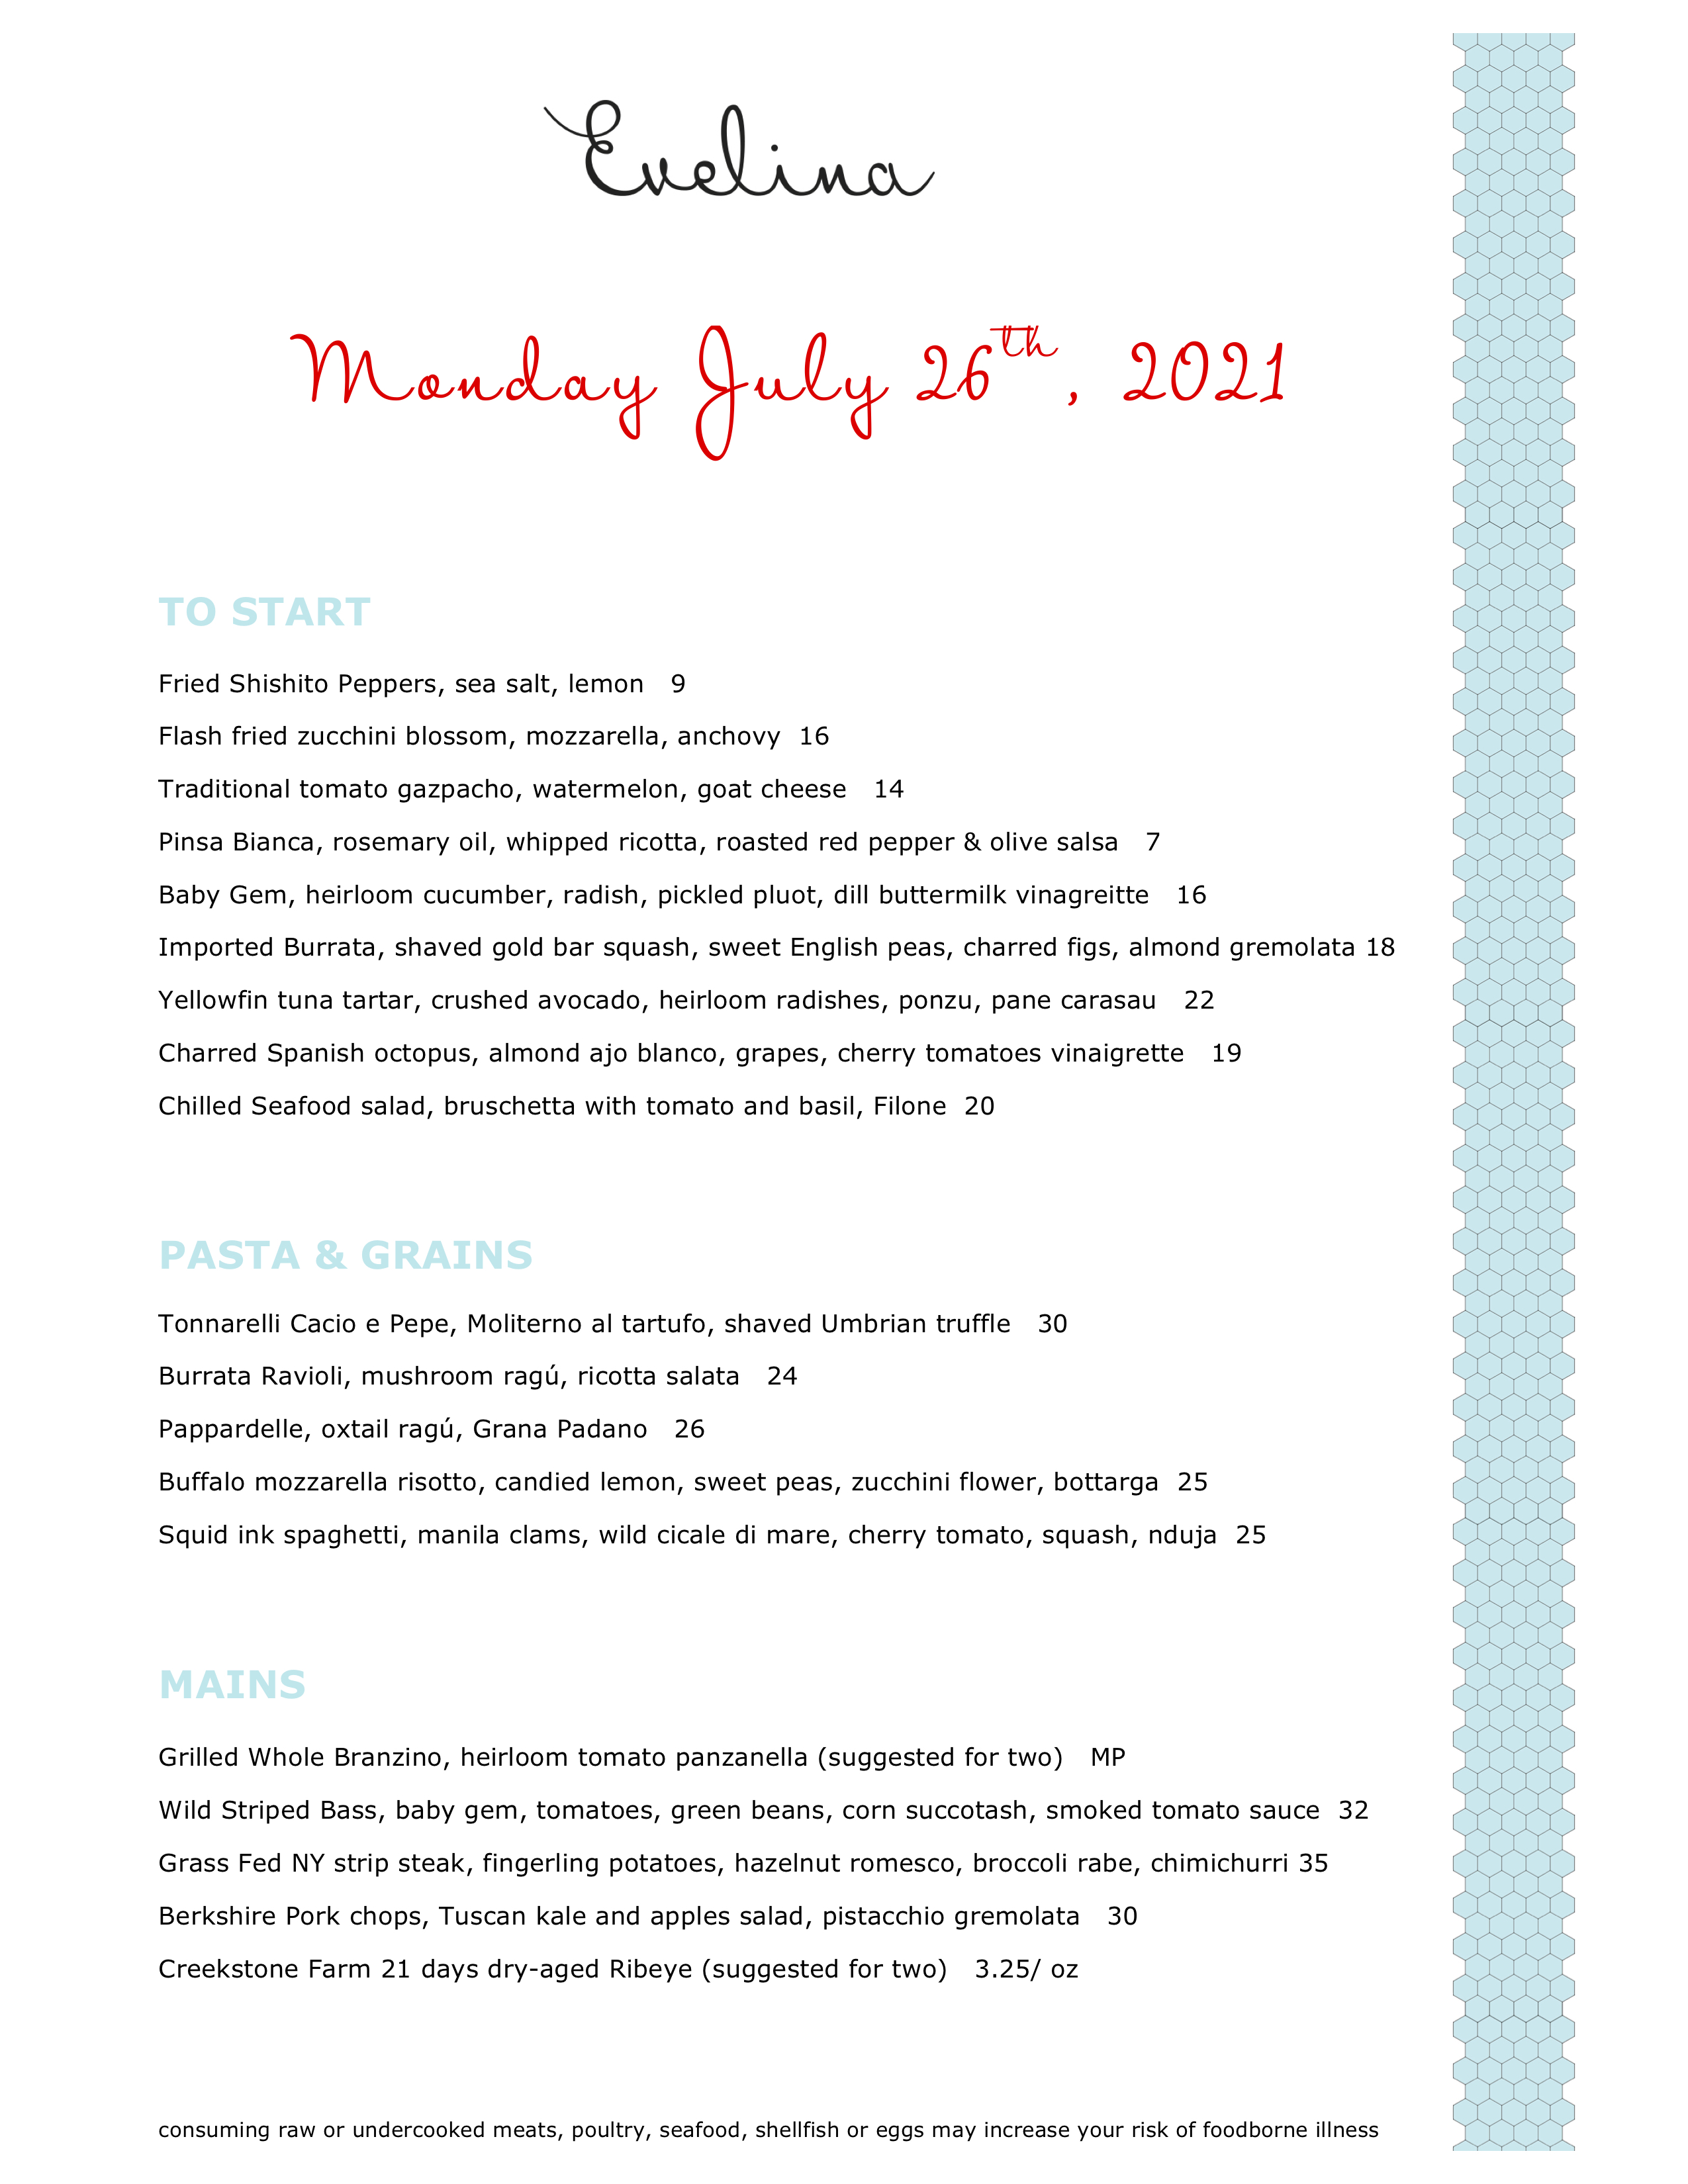 Evelina
Monday July 26th, 2021
TO START
Fried Shishito Peppers, sea salt, lemon 9
Flash fried zucchini blossom, mozzarella, anchovy 16
Traditional tomato gazpacho, watermelon, goat cheese 14
Pinsa Bianca, rosemary oil, whipped ricotta, roasted red pepper & olive salsa 7
Baby Gem, heirloom cucumber, radish, pickled pluot, dill buttermilk vinagreitte 16
Imported Burrata, shaved gold bar squash, sweet English peas, charred figs, almond gremolata 18
Yellowfin tuna tartar, crushed avocado, heirloom radishes, ponzu, pane carasau 22
Charred Spanish octopus, almond ajo blanco, grapes, cherry tomatoes vinaigrette 19
Chilled Seafood salad, bruschetta with tomato and basil, Filone 20
PASTA & GRAINS
Tonnarelli Cacio e Pepe, Moliterno al tartufo, shaved Umbrian truffle 30
Burrata Ravioli, mushroom ragú, ricotta salata 24
Pappardelle, oxtail ragú, Grana Padano 26
Buffalo mozzarella risotto, candied lemon, sweet peas, zucchini flower, bottarga 25
Squid ink spaghetti, manila clams, wild cicale di mare, cherry tomato, squash, nduja 25
MAINS
Grilled Whole Branzino, heirloom tomato panzanella (suggested for two) MP
Wild Striped Bass, baby gem, tomatoes, green beans, corn succotash, smoked tomato sauce 32
Grass Fed NY strip steak, fingerling potatoes, hazelnut romesco, broccoli rabe, chimichurri 35
Berkshire Pork chops, Tuscan kale and apples salad, pistacchio gremolata 30
Creekstone Farm 21 days dry-aged Ribeye (suggested for two) 3.25/ oz
consuming raw or undercooked meats, poultry, seafood, shellfish or eggs may increase your risk of foodborne illness